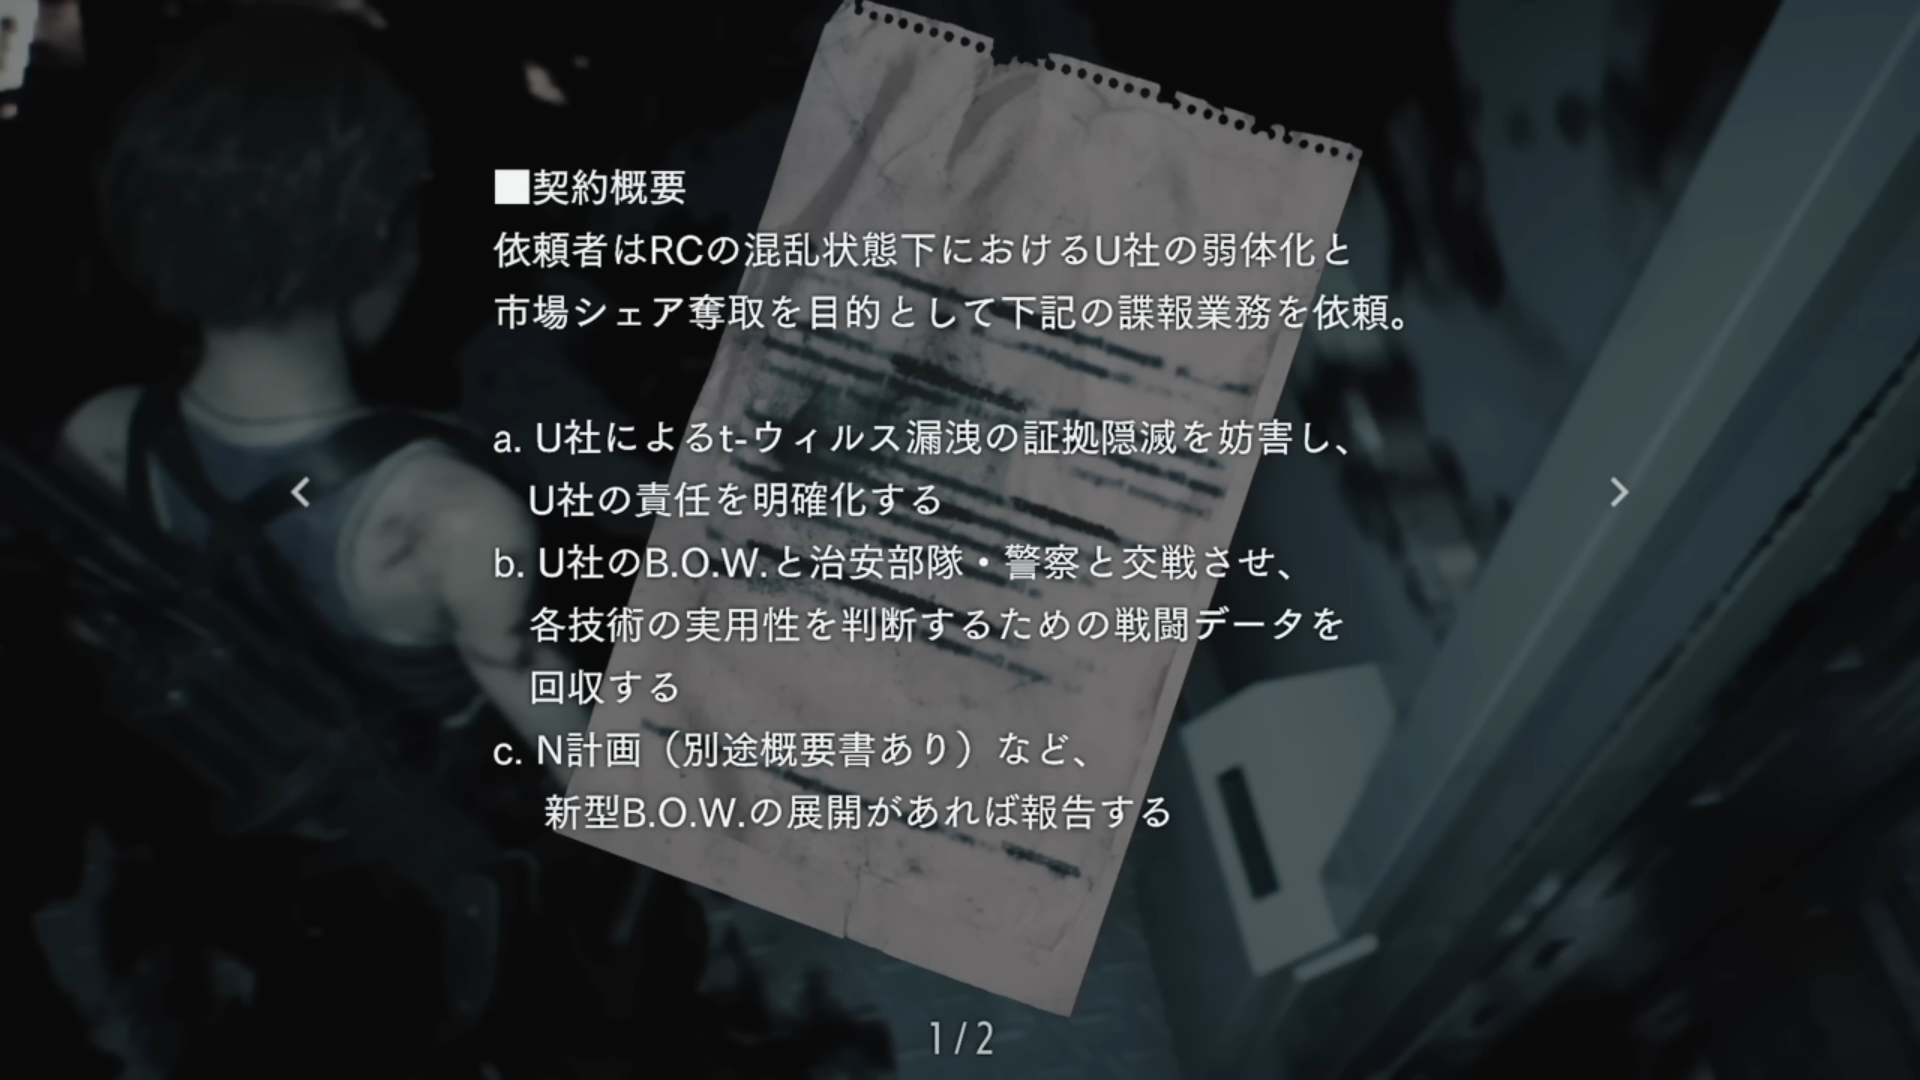 ■契約概要
依頼者はRCの混乱状態下におけるU社の弱体化と
市場シェア奪取を目的として下記の諜報業務を依頼。
a. U社によるt-ウィルス漏洩の証拠隠滅を妨害し、
U社の責任を明確化する
b. U社のB.O.W.と治安部隊・警察と交戦させ、
各技術の実用性を判断するための戦闘データを
回収する
c. N計画（別途概要書あり）など、
新型B.O.W.の展開があれば報告する
1/2